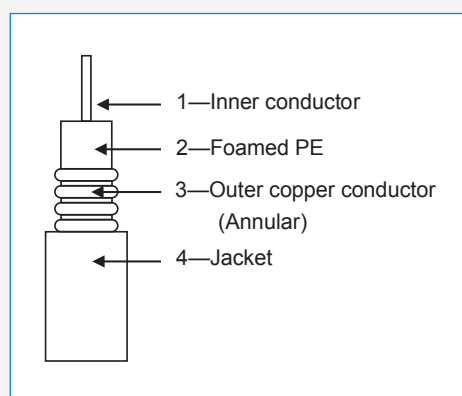 1—Inner conductor
2—Foamed PE
3—Outer copper conductor
(Annular)
4—Jacket